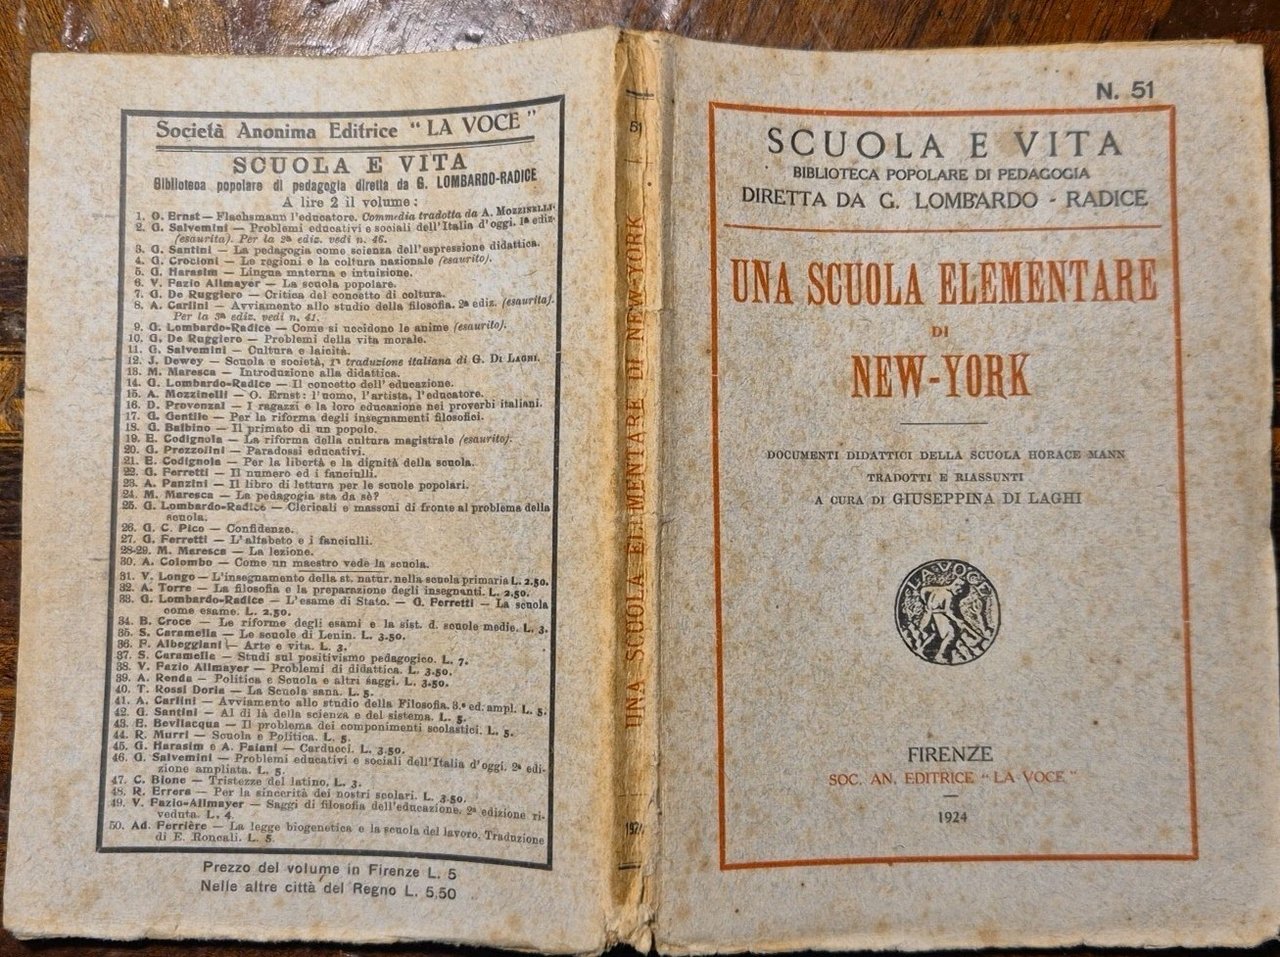 Società Anonima Editrice "LA VOCE"
SCUOLA E VITA
Biblioteca popolare di pedagogia diretta da G. LOMBARDO-RADICE
A lire 2 il volume:
1. O. Ernst — Flachsmann l'educatore. Commedia tradotta da A. MOZZINELLI.
2. G. Salvemini — Problemi educativi e sociali dell'Italia d'oggi. 1ª ediz.
(esaurita). Per la 2ª ediz. vedi n. 46.
3. G. Santini — La pedagogia come scienza dell'espressione didattica.
4. G. Crocioni — Le regioni e la coltura nazionale (esaurito).
5. G. Harasim — Lingua materna e intuizione.
6. V. Fazio Allmayer — La scuola popolare.
7. G. De Ruggiero — Critica del concetto di coltura.
8. A. Carlini — Avviamento allo studio della filosofia. 2ª ediz. (esaurita).
Per la 3ª ediz. vedi n. 41.
9. G. Lombardo-Radice — Come si uccidono le anime (esaurito).
10. G. De Ruggiero — Problemi della vita morale.
11. G. Salvemini — Cultura e laicità.
12. J. Dewey — Scuola e società, 1ª traduzione italiana di G. DI LAGHI.
13. M. Maresca — Introduzione alla didattica.
14. G. Lombardo-Radice — Il concetto dell'educazione.
15. A. Mozzinelli — O. Ernst: l'uomo, l'artista, l'educatore.
16. D. Provenzal — I ragazzi e la loro educazione nei proverbi italiani.
17. G. Gentile — Per la riforma degli insegnamenti filosofici.
18. G. Balbino — Il primato di un popolo.
19. E. Codignola — La riforma della cultura magistrale (esaurito).
20. G. Prezzolini — Paradossi educativi.
21. E. Codignola — Per la libertà e la dignità della scuola.
22. G. Ferretti — Il numero ed i fanciulli.
23. A. Panzini — Il libro di lettura per le scuole popolari.
24. M. Maresca — La pedagogia sta da sè?
25. G. Lombardo-Radice — Clericali e massoni di fronte al problema della
scuola.
26. G. C. Pico — Confidenze.
27. G. Ferretti — L'alfabeto e i fanciulli.
28-29. M. Maresca — La lezione.
30. A. Colombo — Come un maestro vede la scuola.
31. V. Longo — L'insegnamento della st. natur. nella scuola primaria L. 2.50.
32. A. Torre — La filosofia e la preparazione degli insegnanti. L. 2.50.
33. G. Lombardo-Radice — L'esame di Stato. — G. Ferretti — La scuola
come esame. L. 2.50.
34. B. Croce — Le riforme degli esami e la sist. d. scuole medie. L. 3.
35. S. Caramella — Le scuole di Lenin. L. 3.50.
36. F. Albeggiani — Arte e vita. L. 3.
37. S. Caramella — Studi sul positivismo pedagogico. L. 7.
38. V. Fazio Allmayer — Problemi di didattica. L. 3.50.
39. A. Renda — Politica e Scuola e altri saggi. L. 3.50.
40. T. Rossi Doria — La Scuola sana. L. 5.
41. A. Carlini — Avviamento allo studio della Filosofia. 3.ª ed. ampl. L. 5.
42. G. Santini — Al di là della scienza e del sistema. L. 5.
43. E. Bevilacqua — Il problema dei componimenti scolastici. L. 5.
44. R. Murri — Scuola e Politica. L. 5.
45. G. Harasim e A. Faiani — Carducci. L. 3.50.
46. G. Salvemini — Problemi educativi e sociali dell'Italia d'oggi. 2ª edi-
zione ampliata. L. 5.
47. C. Bione — Tristezze del latino, L. 3.
48. R. Errera — Per la sincerità dei nostri scolari. L. 3.50.
49. V. Fazio-Allmayer — Saggi di filosofia dell'educazione. 2ª edizione ri-
veduta. L. 4.
50. Ad. Ferrière — La legge biogenetica e la scuola del lavoro. Traduzione
di E. Roncali. L. 5.
Prezzo del volume in Firenze L. 5
Nelle altre città del Regno L. 5,50
51
UNA SCUOLA ELEMENTARE DI NEW-YORK
1924
N. 51
SCUOLA E VITA
BIBLIOTECA POPOLARE DI PEDAGOGIA
DIRETTA DA G. LOMBARDO - RADICE
UNA SCUOLA ELEMENTARE
DI
NEW-YORK
DOCUMENTI DIDATTICI DELLA SCUOLA HORACE MANN
TRADOTTI E RIASSUNTI
A CURA DI GIUSEPPINA DI LAGHI
LA VOCE
FIRENZE
SOC. AN. EDITRICE "LA VOCE"
1924